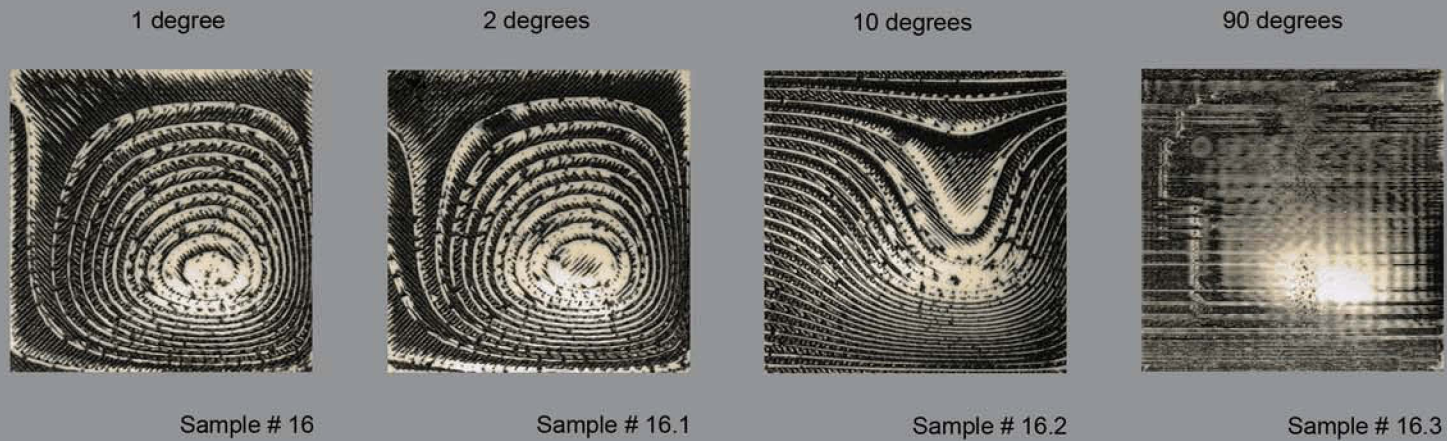 1 degree
2 degrees
10 degrees
90 degrees
Sample # 16
Sample # 16.1
Sample # 16.2
Sample # 16.3